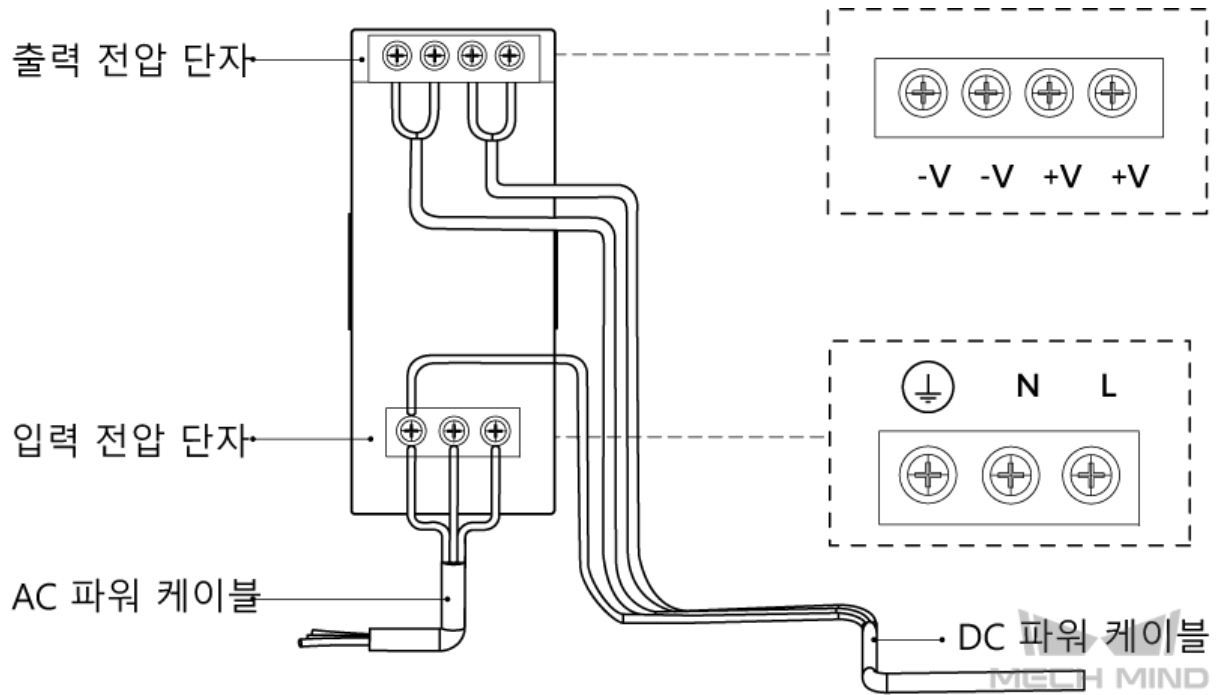 출력 전압 단자
-V -V +V +V
N L
입력 전압 단자
AC 파워 케이블
DC 파워 케이블
MECH MIND